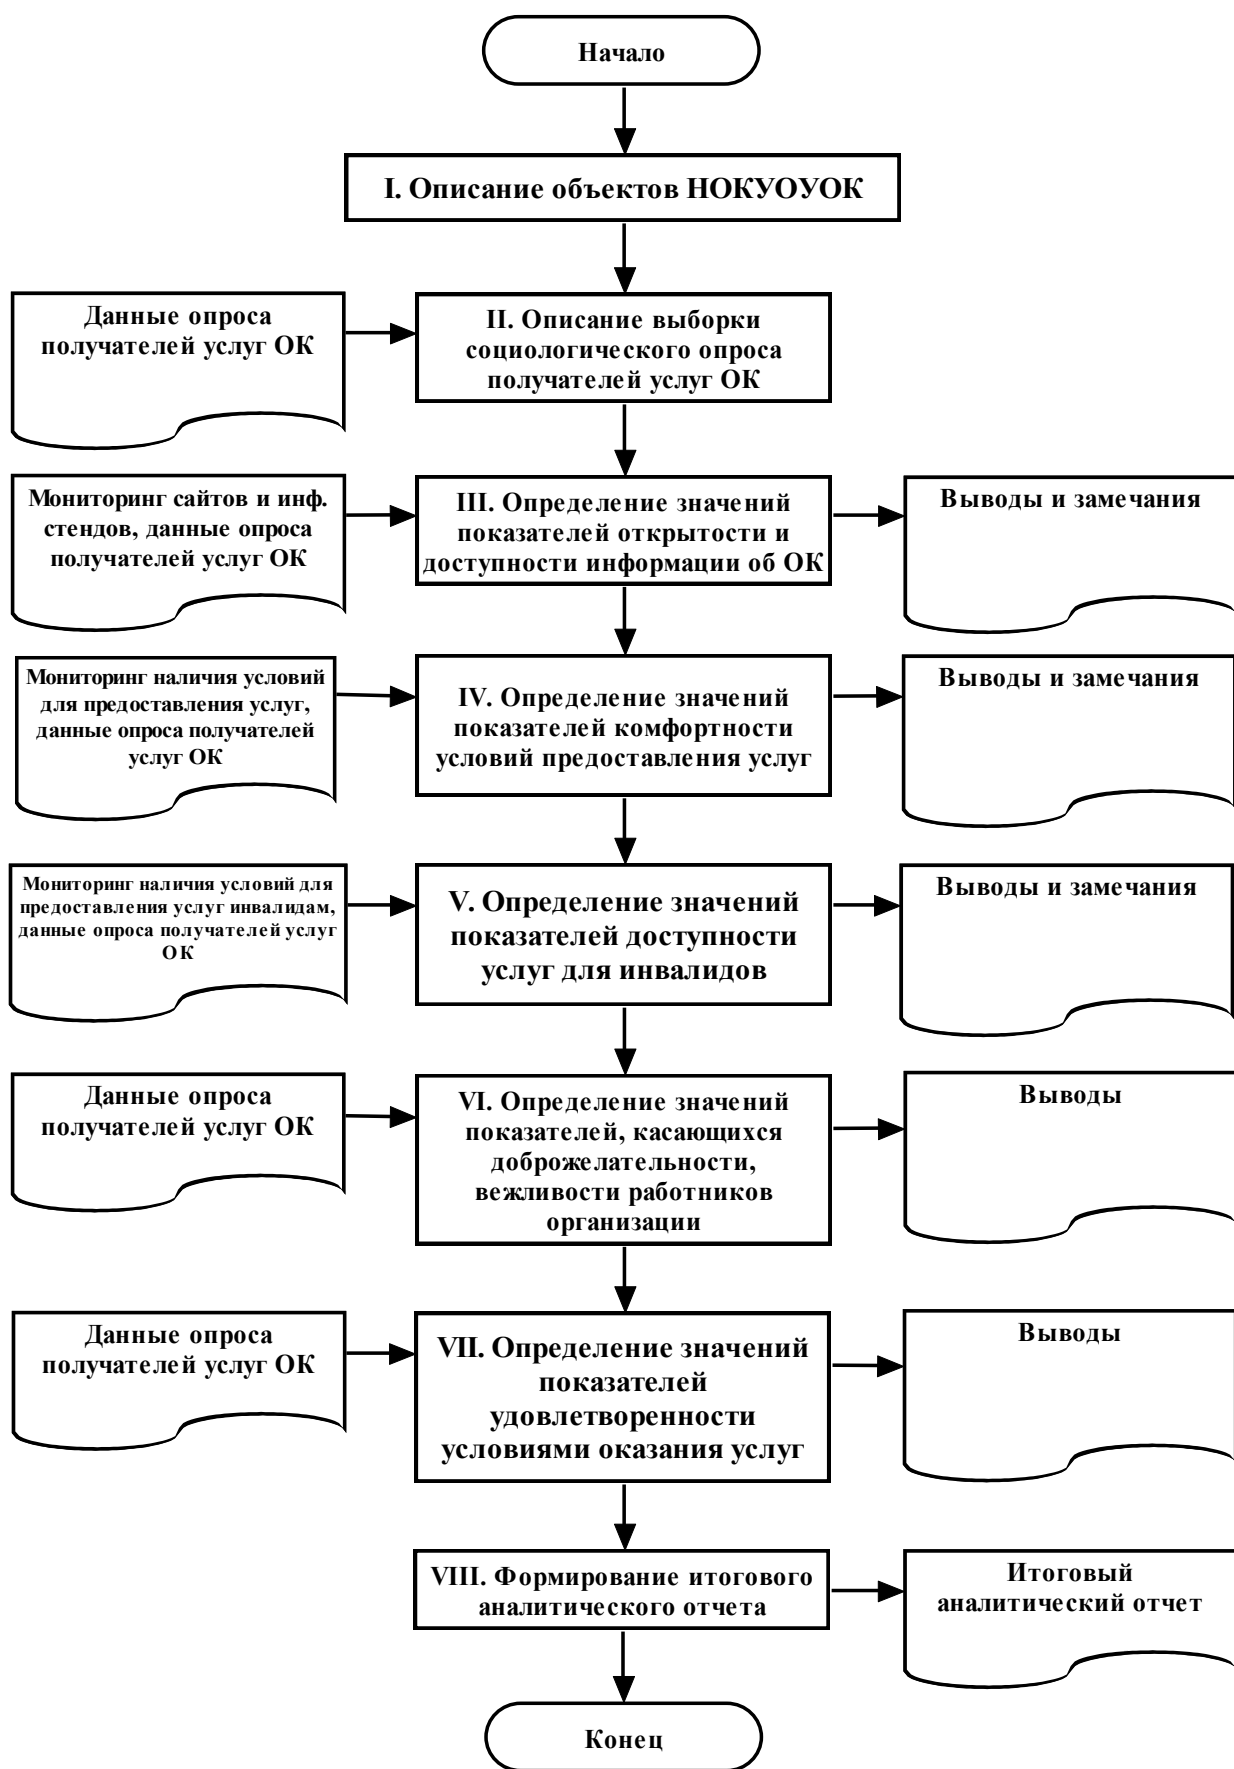 Начало
I. Описание объектов НОКУОУОК
Данные опроса
получателей услуг ОК
II. Описание выборки
социологического опроса
получателей услуг ОК
Мониторинг сайтов и инф.
стендов, данные опроса
получателей услуг ОК
III. Определение значений
показателей открытости и
доступности информации об ОК
Выводы и замечания
Мониторинг наличия условий
для предоставления услуг,
данные опроса получателей
услуг ОК
IV. Определение значений
показателей комфортности
условий предоставления услуг
Выводы и замечания
Мониторинг наличия условий для
предоставления услуг инвалидам,
данные опроса получателей услуг
ОК
V. Определение значений
показателей доступности
услуг для инвалидов
Выводы и замечания
Данные опроса
получателей услуг ОК
VI. Определение значений
показателей, касающихся
доброжелательности,
вежливости работников
организации
Выводы
Данные опроса
получателей услуг ОК
VII. Определение значений
показателей
удовлетворенности
условиями оказания услуг
Выводы
VIII. Формирование итогового
аналитического отчета
Итоговый
аналитический отчет
Конец